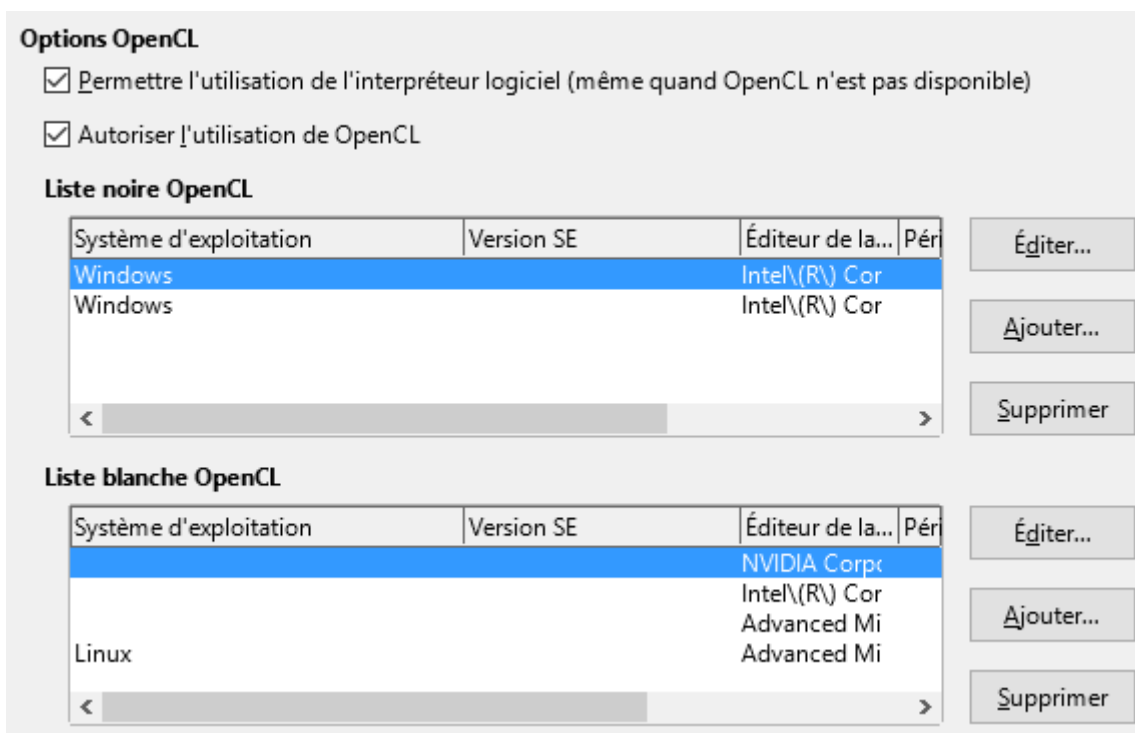 Options OpenCL
Permettre l'utilisation de l'interpréteur logiciel (même quand OpenCL n'est pas disponible)
Autoriser l'utilisation de OpenCL
Liste noire OpenCL
Système d'exploitation Version SE Éditeur de la... Péri
Éditer...
Windows Intel\(R\) Cor
Windows Intel\(R\) Cor
Ajouter...
Supprimer
Liste blanche OpenCL
Système d'exploitation Version SE Éditeur de la... Péri
Éditer...
NVIDIA Corpo
Intel\(R\) Cor
Advanced Mi
Ajouter...
Linux Advanced Mi
Supprimer